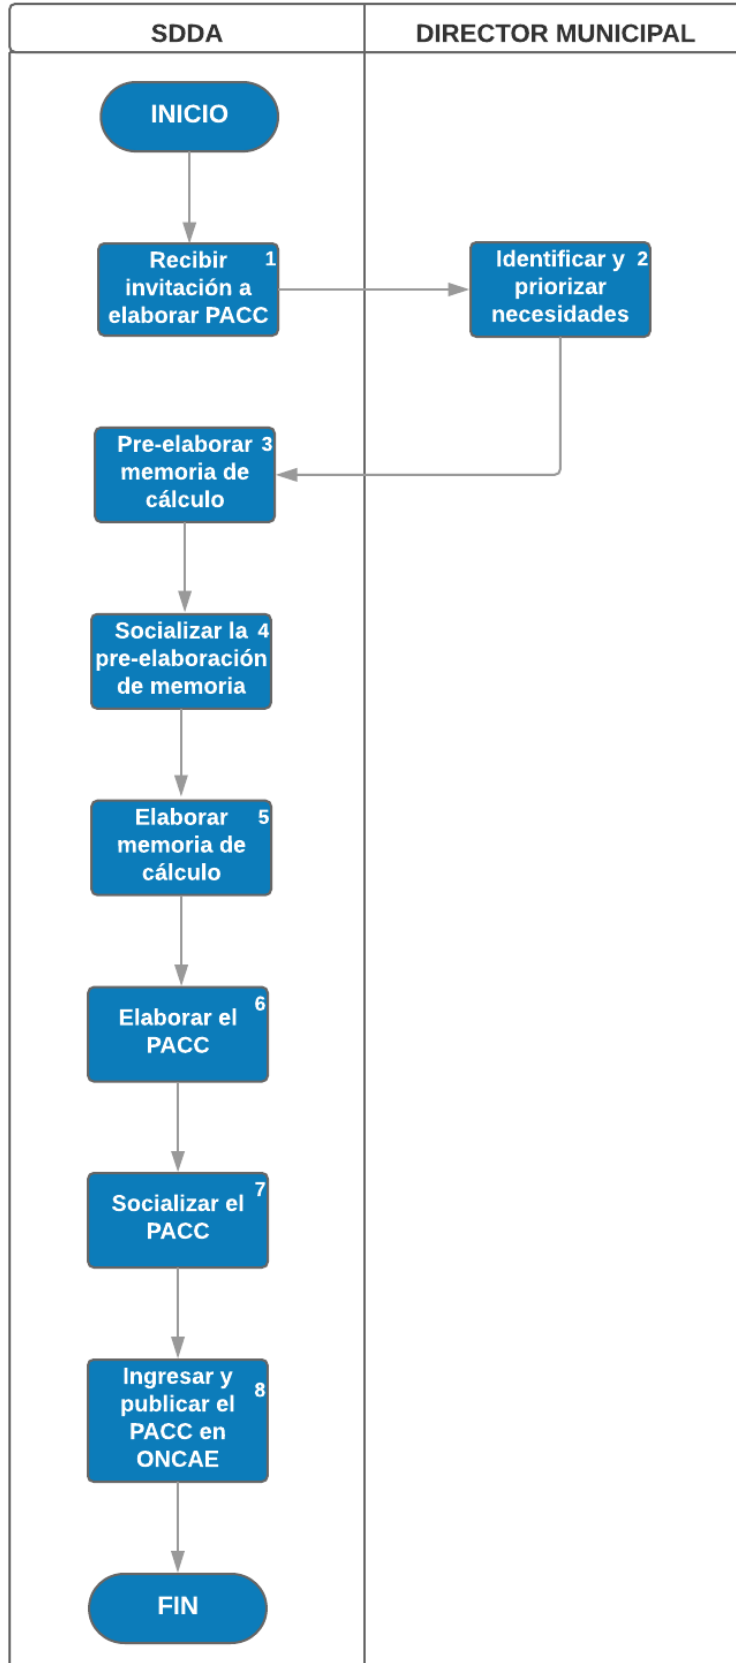 SDDA
DIRECTOR MUNICIPAL
INICIO
Recibir 1
invitación a
elaborar PACC
Identificar y 2
priorizar
necesidades
Pre-elaborar 3
memoria de
cálculo
Socializar la 4
pre-elaboración
de memoria
Elaborar 5
memoria de
cálculo
6
Elaborar el
PACC
7
Socializar el
PACC
Ingresar y
8
publicar el
PACC en
ONCAE
FIN